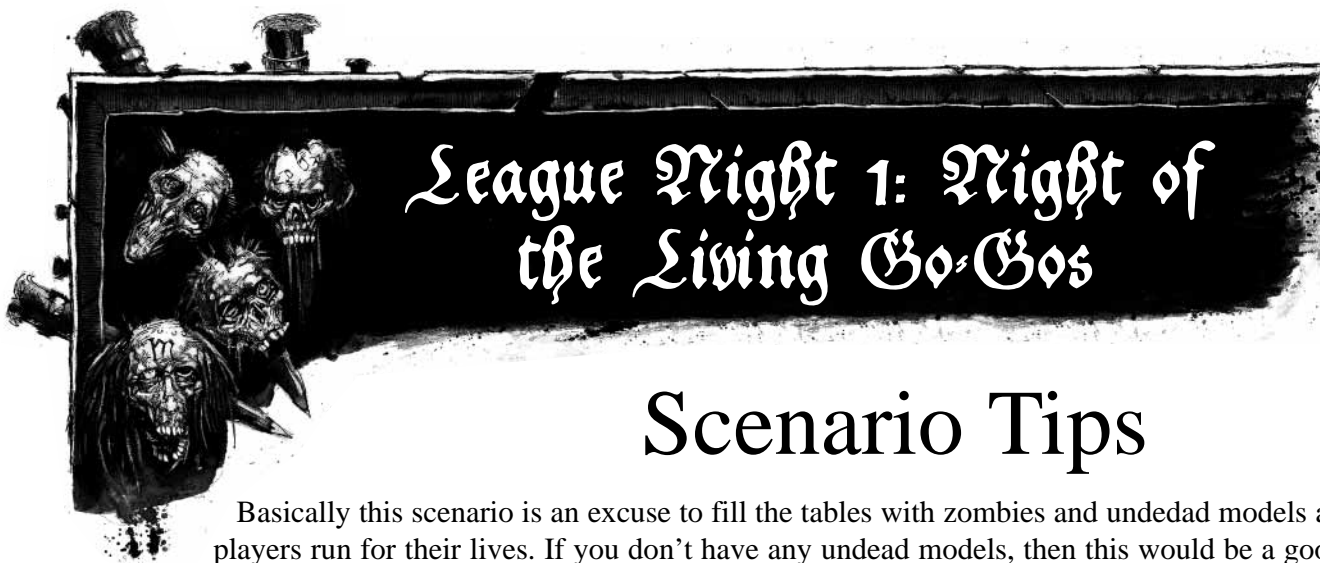 League Night 1: Night of
the Living Go-Gos
Scenario Tips
Basically this scenario is an excuse to fill the tables with zombies and undedad models a
players run for their lives. If you don’t have any undead models, then this would be a goo